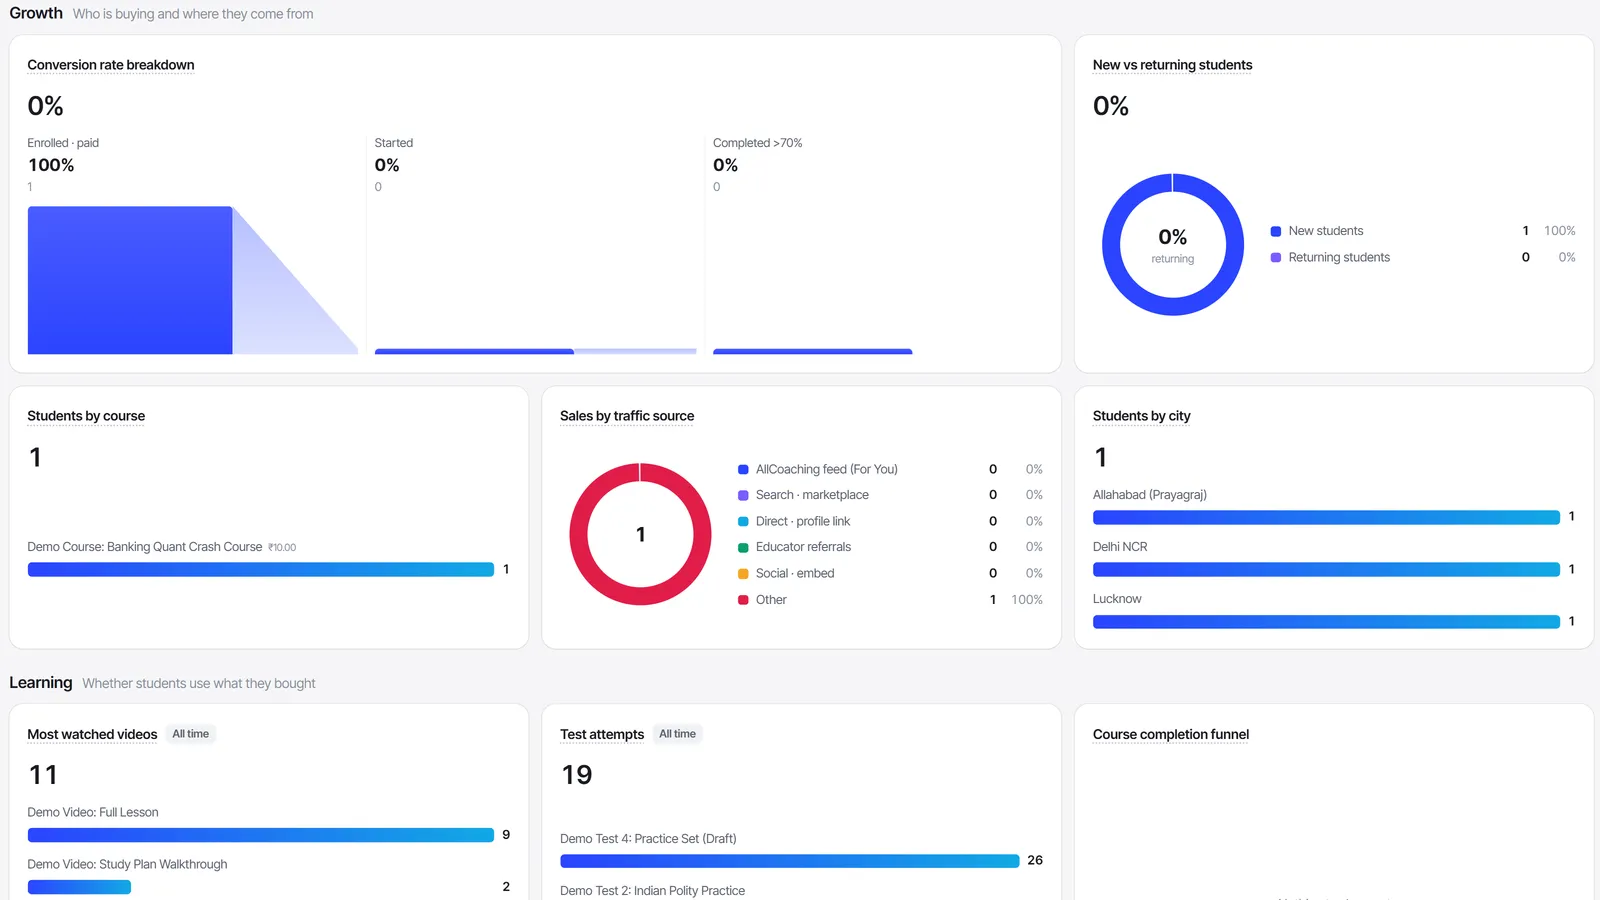 Growth Who is buying and where they come from
Conversion rate breakdown
0%
Enrolled · paid
100%
1
Started
0%
0
Completed >70%
0%
0
New vs returning students
0%
0%
returning
New students 1 100%
Returning students 0 0%
Students by course
1
Demo Course: Banking Quant Crash Course ₹10.00
1
Sales by traffic source
1
AllCoaching feed (For You) 0 0%
Search · marketplace 0 0%
Direct · profile link 0 0%
Educator referrals 0 0%
Social · embed 0 0%
Other 1 100%
Students by city
1
Allahabad (Prayagraj)
1
Delhi NCR
1
Lucknow
1
Learning Whether students use what they bought
Most watched videos All time
11
Demo Video: Full Lesson
9
Demo Video: Study Plan Walkthrough
2
Test attempts All time
19
Demo Test 4: Practice Set (Draft)
26
Demo Test 2: Indian Polity Practice
Course completion funnel